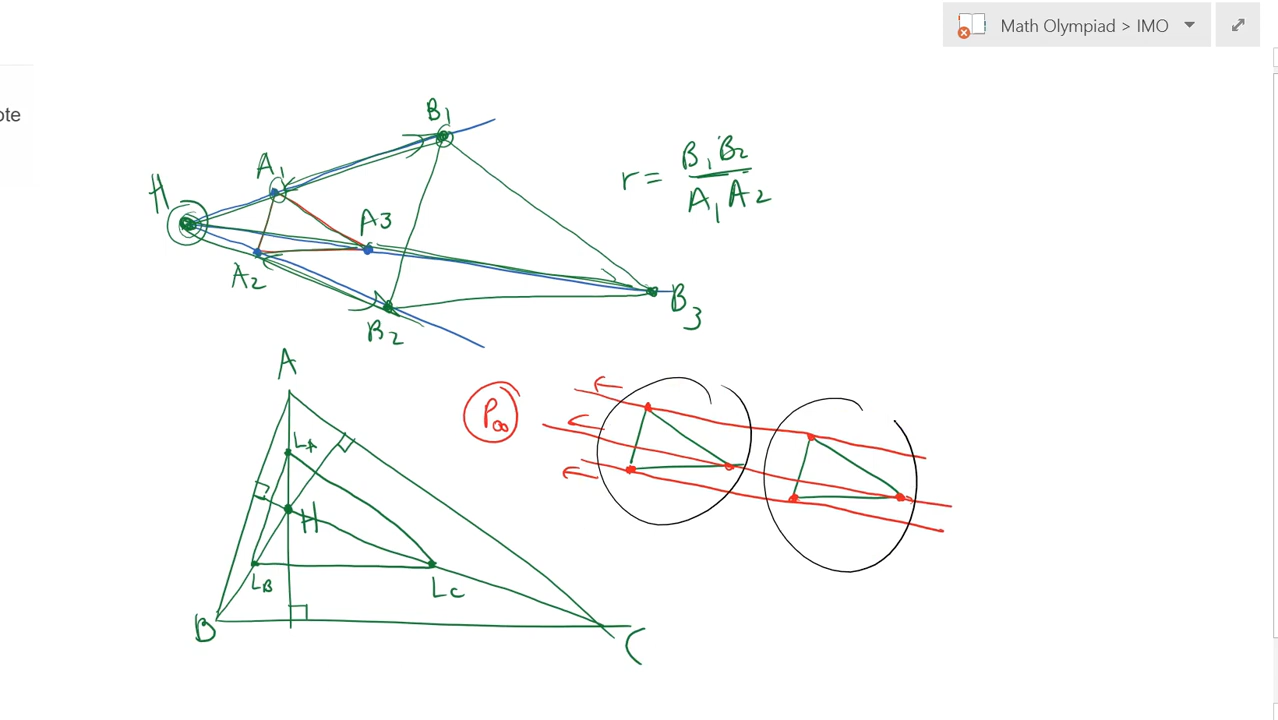 Math Olympiad > IMO
ote
B1
A1
H
A3
r = B1B2 / A1A2
A2
B3
B2
A
P∞
LA
H
LB
LC
B
C